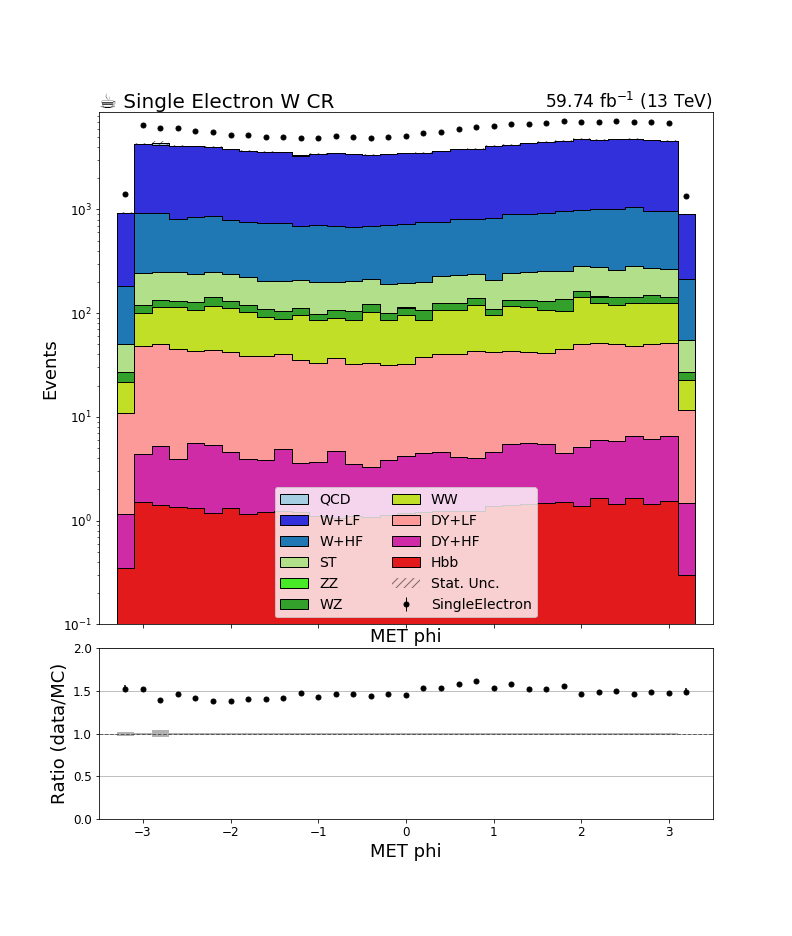 ☕ Single Electron W CR
59.74 fb⁻¹ (13 TeV)
Events
10³
10²
10¹
10⁰
10⁻¹
QCD
W+LF
W+HF
ST
ZZ
WZ
WW
DY+LF
DY+HF
Hbb
Stat. Unc.
SingleElectron
MET phi
Ratio (data/MC)
2.0
1.5
1.0
0.5
0.0
−3 −2 −1 0 1 2 3
MET phi